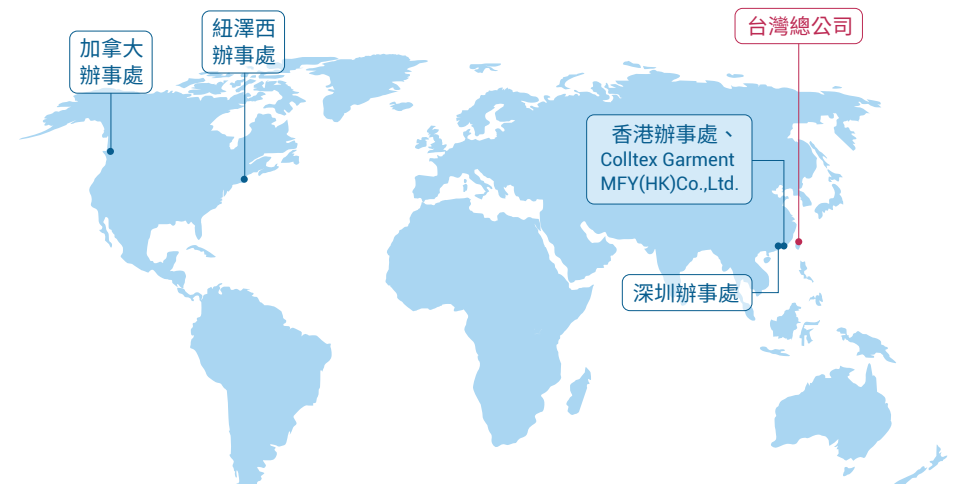 加拿大
辦事處
紐澤西
辦事處
台灣總公司
香港辦事處、
Colltex Garment
MFY(HK)Co.,Ltd.
深圳辦事處